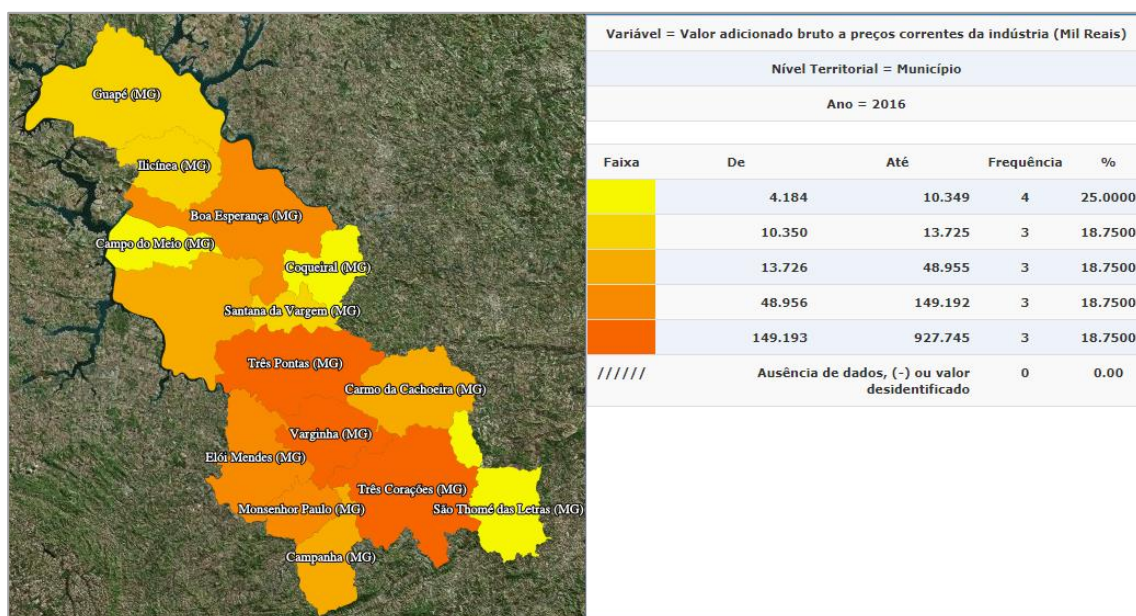 Guapé (MG)
Ilicínea (MG)
Boa Esperança (MG)
Campo do Meio (MG)
Coqueiral (MG)
Santana da Vargem (MG)
Três Pontas (MG)
Carmo da Cachoeira (MG)
Varginha (MG)
Elói Mendes (MG)
Três Corações (MG)
Monsenhor Paulo (MG)
São Thomé das Letras (MG)
Campanha (MG)
Variável = Valor adicionado bruto a preços correntes da indústria (Mil Reais)
Nível Territorial = Município
Ano = 2016
Faixa De Até Frequência %
4.184 10.349 4 25.0000
10.350 13.725 3 18.7500
13.726 48.955 3 18.7500
48.956 149.192 3 18.7500
149.193 927.745 3 18.7500
////// Ausência de dados, (-) ou valor 0 0.00
desidentificado